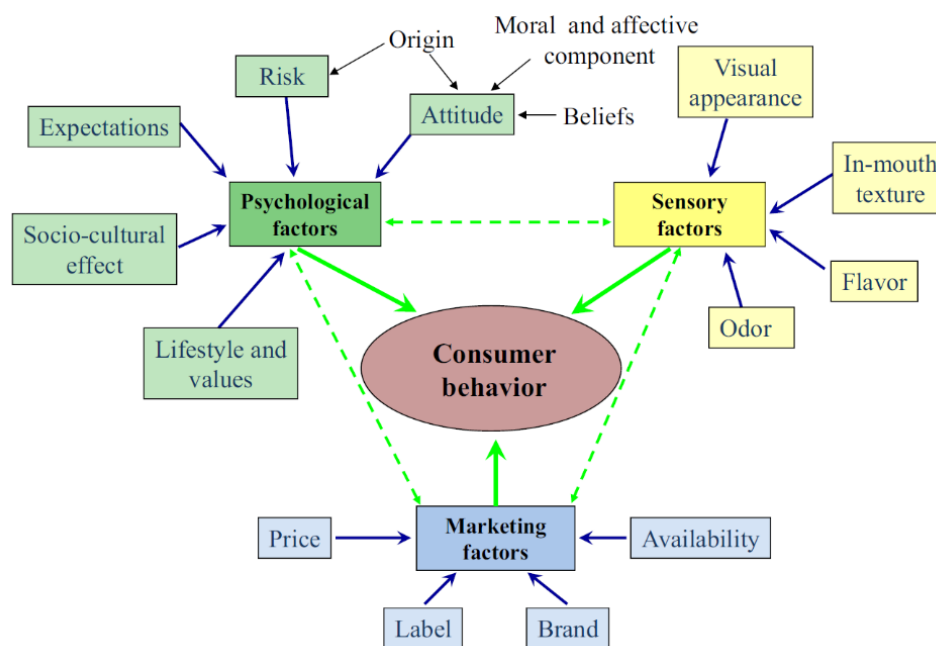 Moral and affective
component
Origin
Risk
Visual
appearance
Expectations
Attitude
Beliefs
In-mouth
texture
Psychological
factors
Sensory
factors
Socio-cultural
effect
Flavor
Odor
Lifestyle and
values
Consumer
behavior
Marketing
factors
Price
Availability
Label
Brand